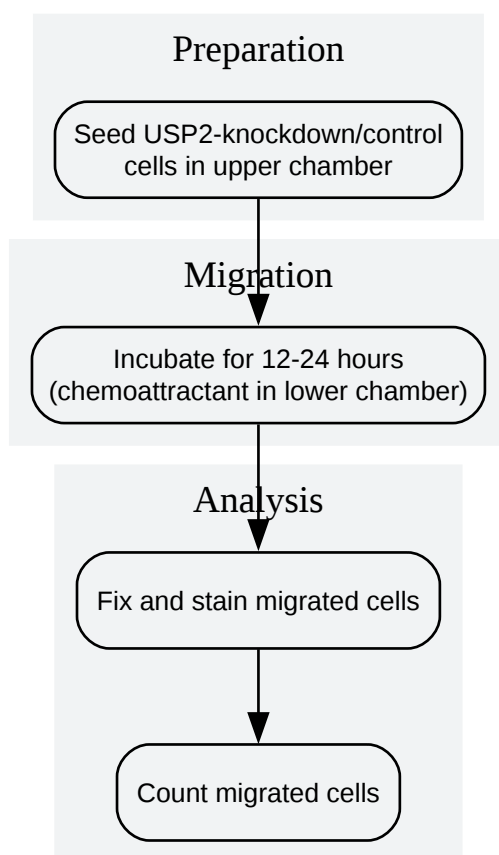 Preparation
Seed USP2-knockdown/control
cells in upper chamber
Migration
Incubate for 12-24 hours
(chemoattractant in lower chamber)
Analysis
Fix and stain migrated cells
Count migrated cells